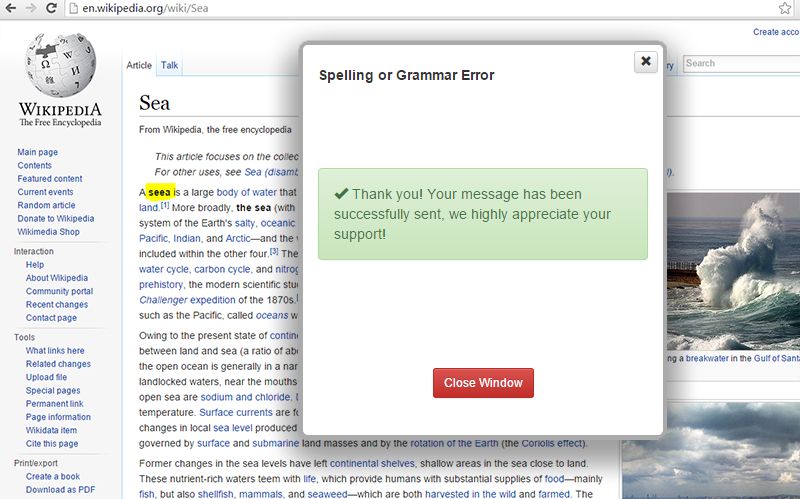 en.wikipedia.org/wiki/Sea
Create acco
WIKIPEDIA
The Free Encyclopedia
Article Talk
ry
Search
Main page
Contents
Featured content
Current events
Random article
Donate to Wikipedia
Wikimedia Shop
Interaction
Help
About Wikipedia
Community portal
Recent changes
Contact page
Tools
What links here
Related changes
Upload file
Special pages
Permanent link
Page information
Wikidata item
Cite this page
Print/export
Create a book
Download as PDF
Sea
From Wikipedia, the free encyclopedia
This article focuses on the collec
For other uses, see Sea (disamb
).
A seea is a large body of water that
land.[1] More broadly, the sea (with
system of the Earth's salty, oceanic
Pacific, Indian, and Arctic—and the
included within the other four.[3] The
water cycle, carbon cycle, and nitrog
prehistory, the modern scientific stud
Challenger expedition of the 1870s.
such as the Pacific, called oceans
Owing to the present state of contine
between land and sea (a ratio of abo
the open ocean is generally in a nar
landlocked waters, near the mouths
open sea are sodium and chloride.
temperature. Surface currents are fo
changes in local sea level produced
governed by surface and submarine land masses and by the rotation of the Earth (the Coriolis effect).
Former changes in the sea levels have left continental shelves, shallow areas in the sea close to land.
These nutrient-rich waters teem with life, which provide humans with substantial supplies of food—mainly
fish, but also shellfish, mammals, and seaweed—which are both harvested in the wild and farmed. The
Spelling or Grammar Error
Thank you! Your message has been
successfully sent, we highly appreciate your
support!
Close Window
ng a breakwater in the Gulf of Santa